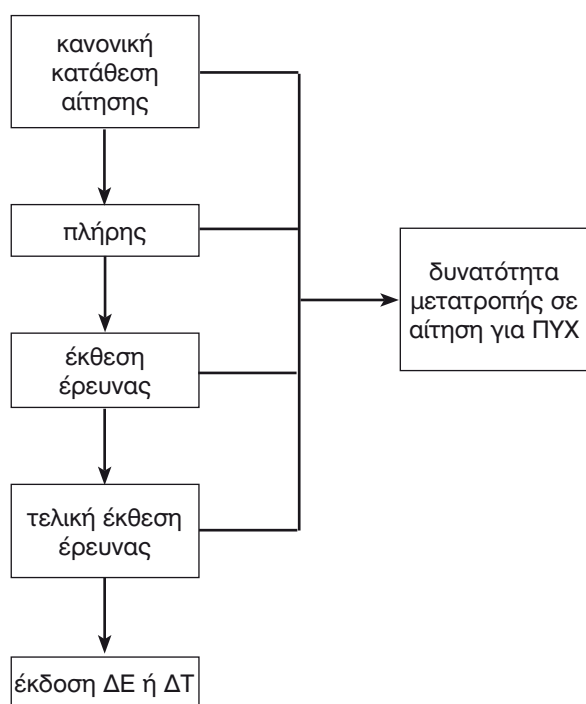 κανονική
κατάθεση
αίτησης
πλήρης
δυνατότητα
μετατροπής σε
αίτηση για ΠΥΧ
έκθεση
έρευνας
τελική έκθεση
έρευνας
έκδοση ΔΕ ή ΔΤ